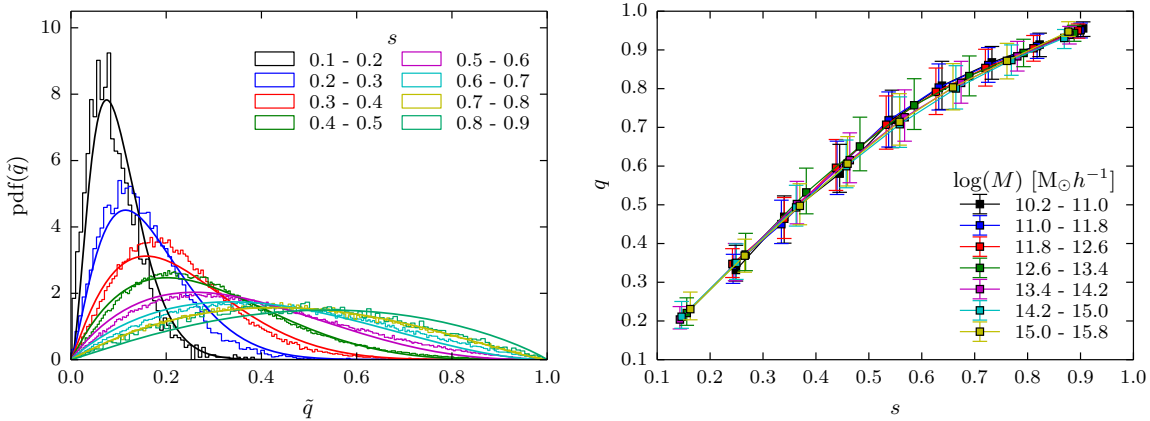 s
0.1 - 0.2
0.2 - 0.3
0.3 - 0.4
0.4 - 0.5
0.5 - 0.6
0.6 - 0.7
0.7 - 0.8
0.8 - 0.9
10
8
6
4
2
0
pdf(q̃)
0.0 0.2 0.4 0.6 0.8 1.0
q̃
1.0
0.9
0.8
0.7
0.6
0.5
0.4
0.3
0.2
0.1
q
log(M) [M⊙h⁻¹]
10.2 - 11.0
11.0 - 11.8
11.8 - 12.6
12.6 - 13.4
13.4 - 14.2
14.2 - 15.0
15.0 - 15.8
0.1 0.2 0.3 0.4 0.5 0.6 0.7 0.8 0.9 1.0
s